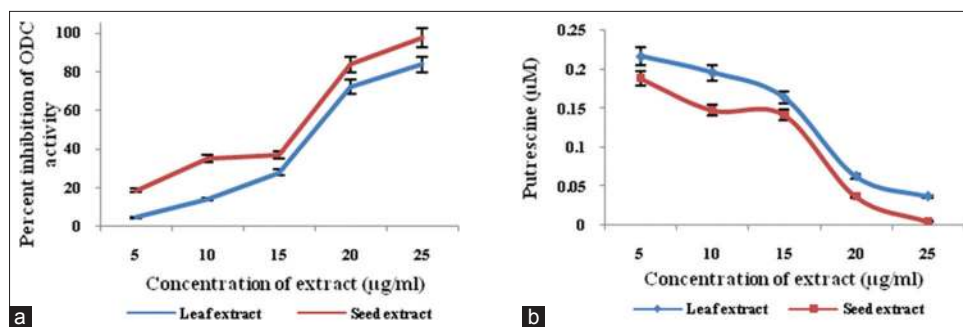 Percent inhibition of ODC
activity
100
80
60
40
20
0
5 10 15 20 25
Concentration of extract (µg/ml)
Leaf extract Seed extract
a
Putrescine (µM)
0.25
0.2
0.15
0.1
0.05
0
5 10 15 20 25
Concentration of extract (µg/ml)
Leaf extract Seed extract
b